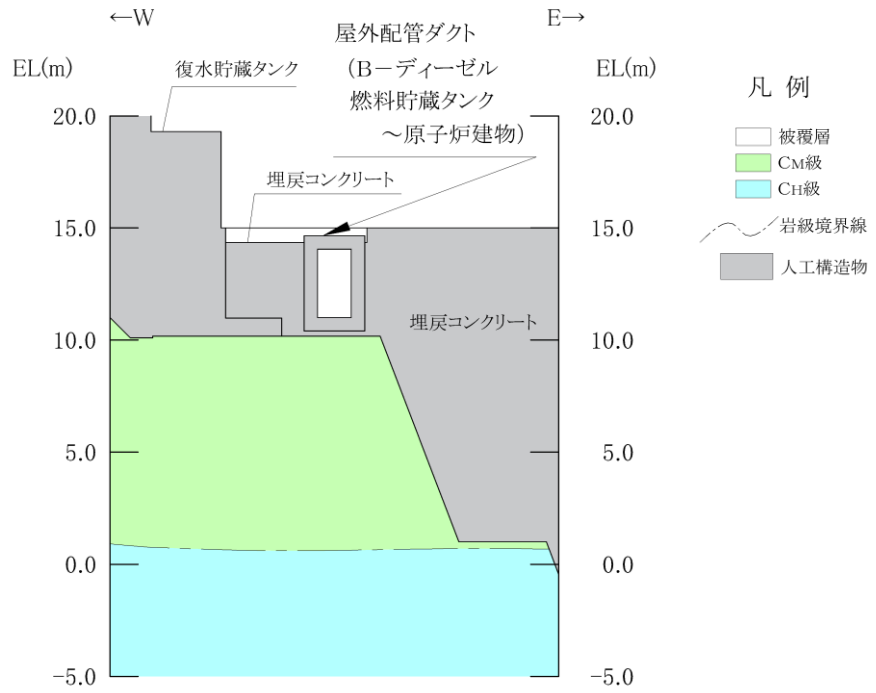 ←W
E→
屋外配管ダクト
(B-ディーゼル
燃料貯蔵タンク
~原子炉建物)
EL(m)
復水貯蔵タンク
埋戻コンクリート
埋戻コンクリート
20.0
15.0
10.0
5.0
0.0
-5.0
EL(m)
20.0
15.0
10.0
5.0
0.0
-5.0
凡 例
被覆層
CM級
CH級
岩級境界線
人工構造物